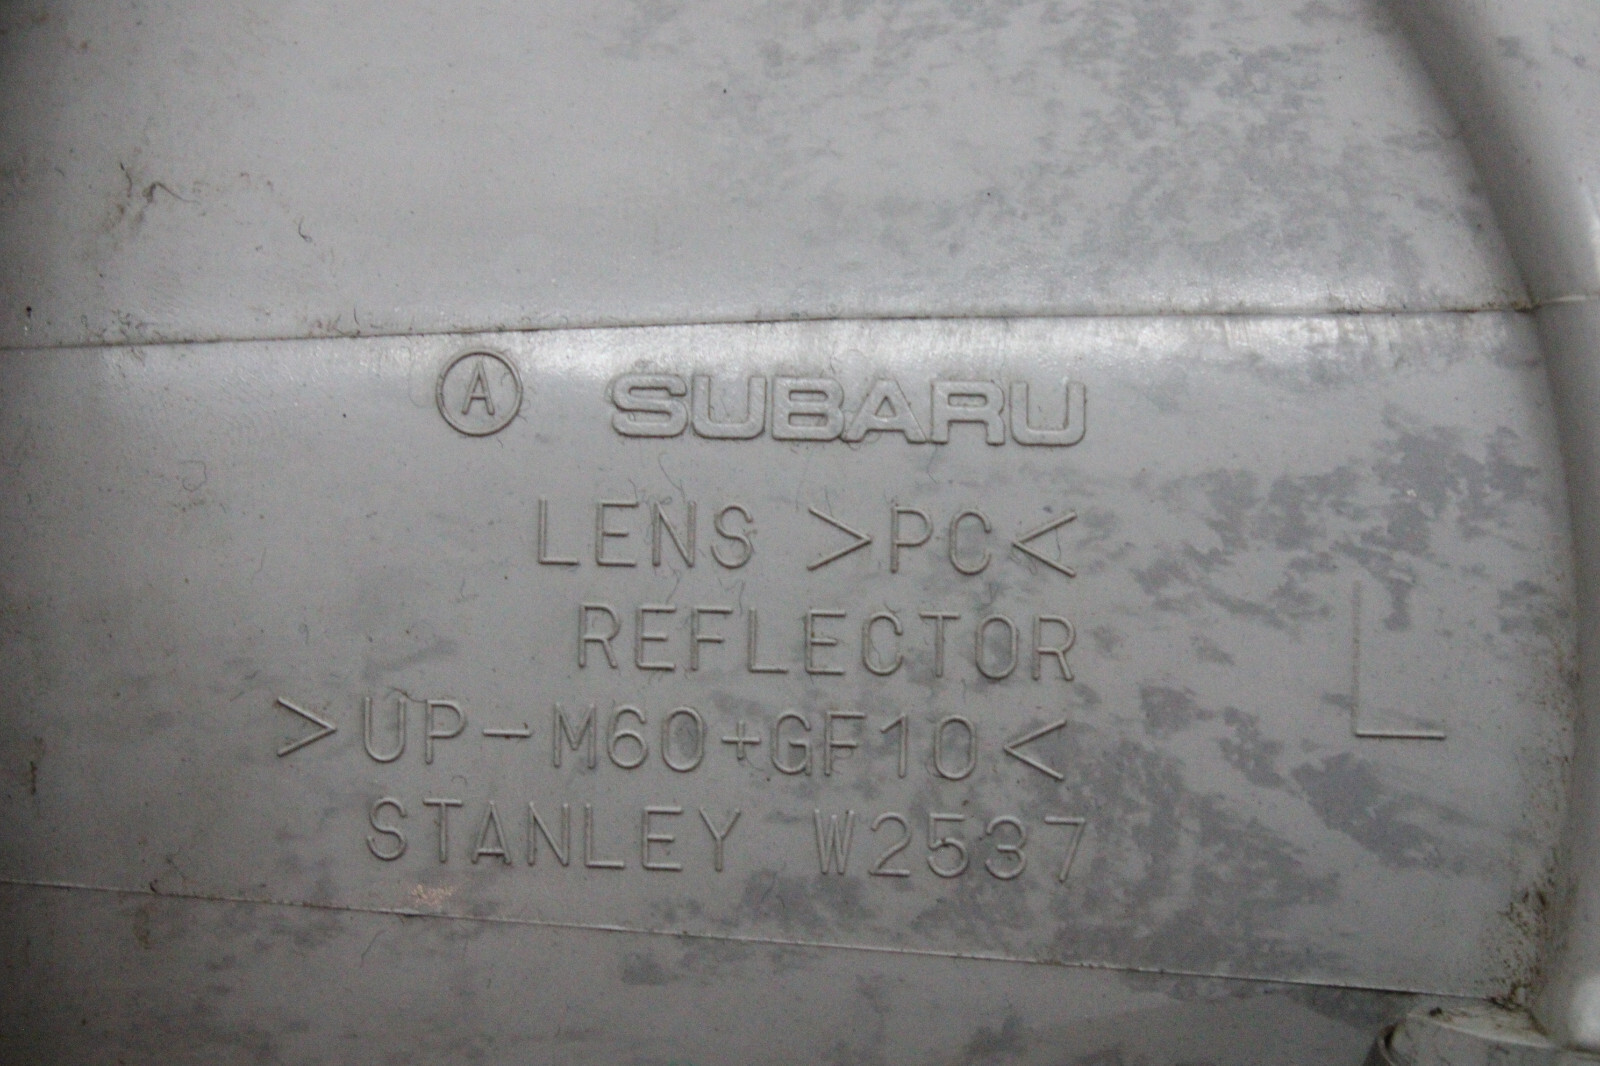 A SUBARU
LENS >PC<
REFLECTOR
>UP-M60+GF10<
STANLEY W2537
L